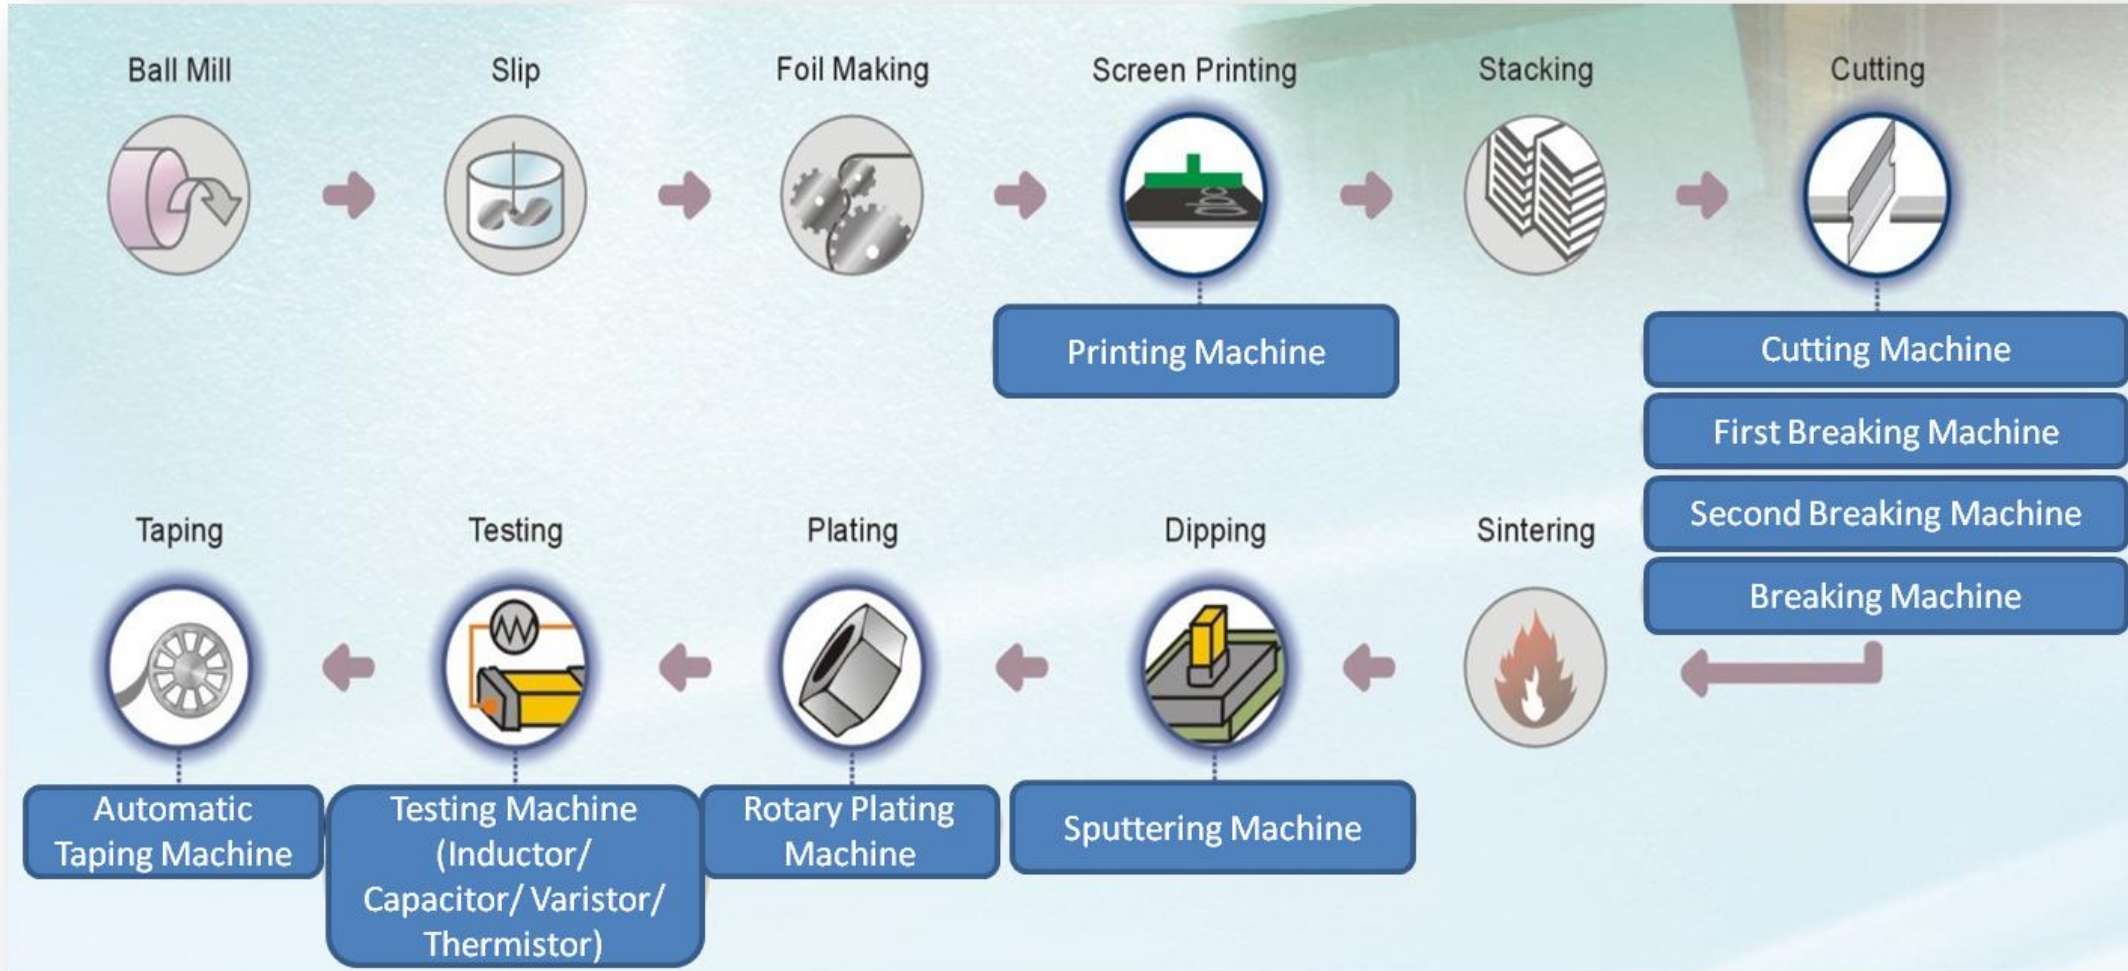 Ball Mill
Slip
Foil Making
Screen Printing
Stacking
Cutting
Printing Machine
Cutting Machine
First Breaking Machine
Second Breaking Machine
Breaking Machine
Taping
Testing
Plating
Dipping
Sintering
Automatic
Taping Machine
Testing Machine
(Inductor/
Capacitor/ Varistor/
Thermistor)
Rotary Plating
Machine
Sputtering Machine